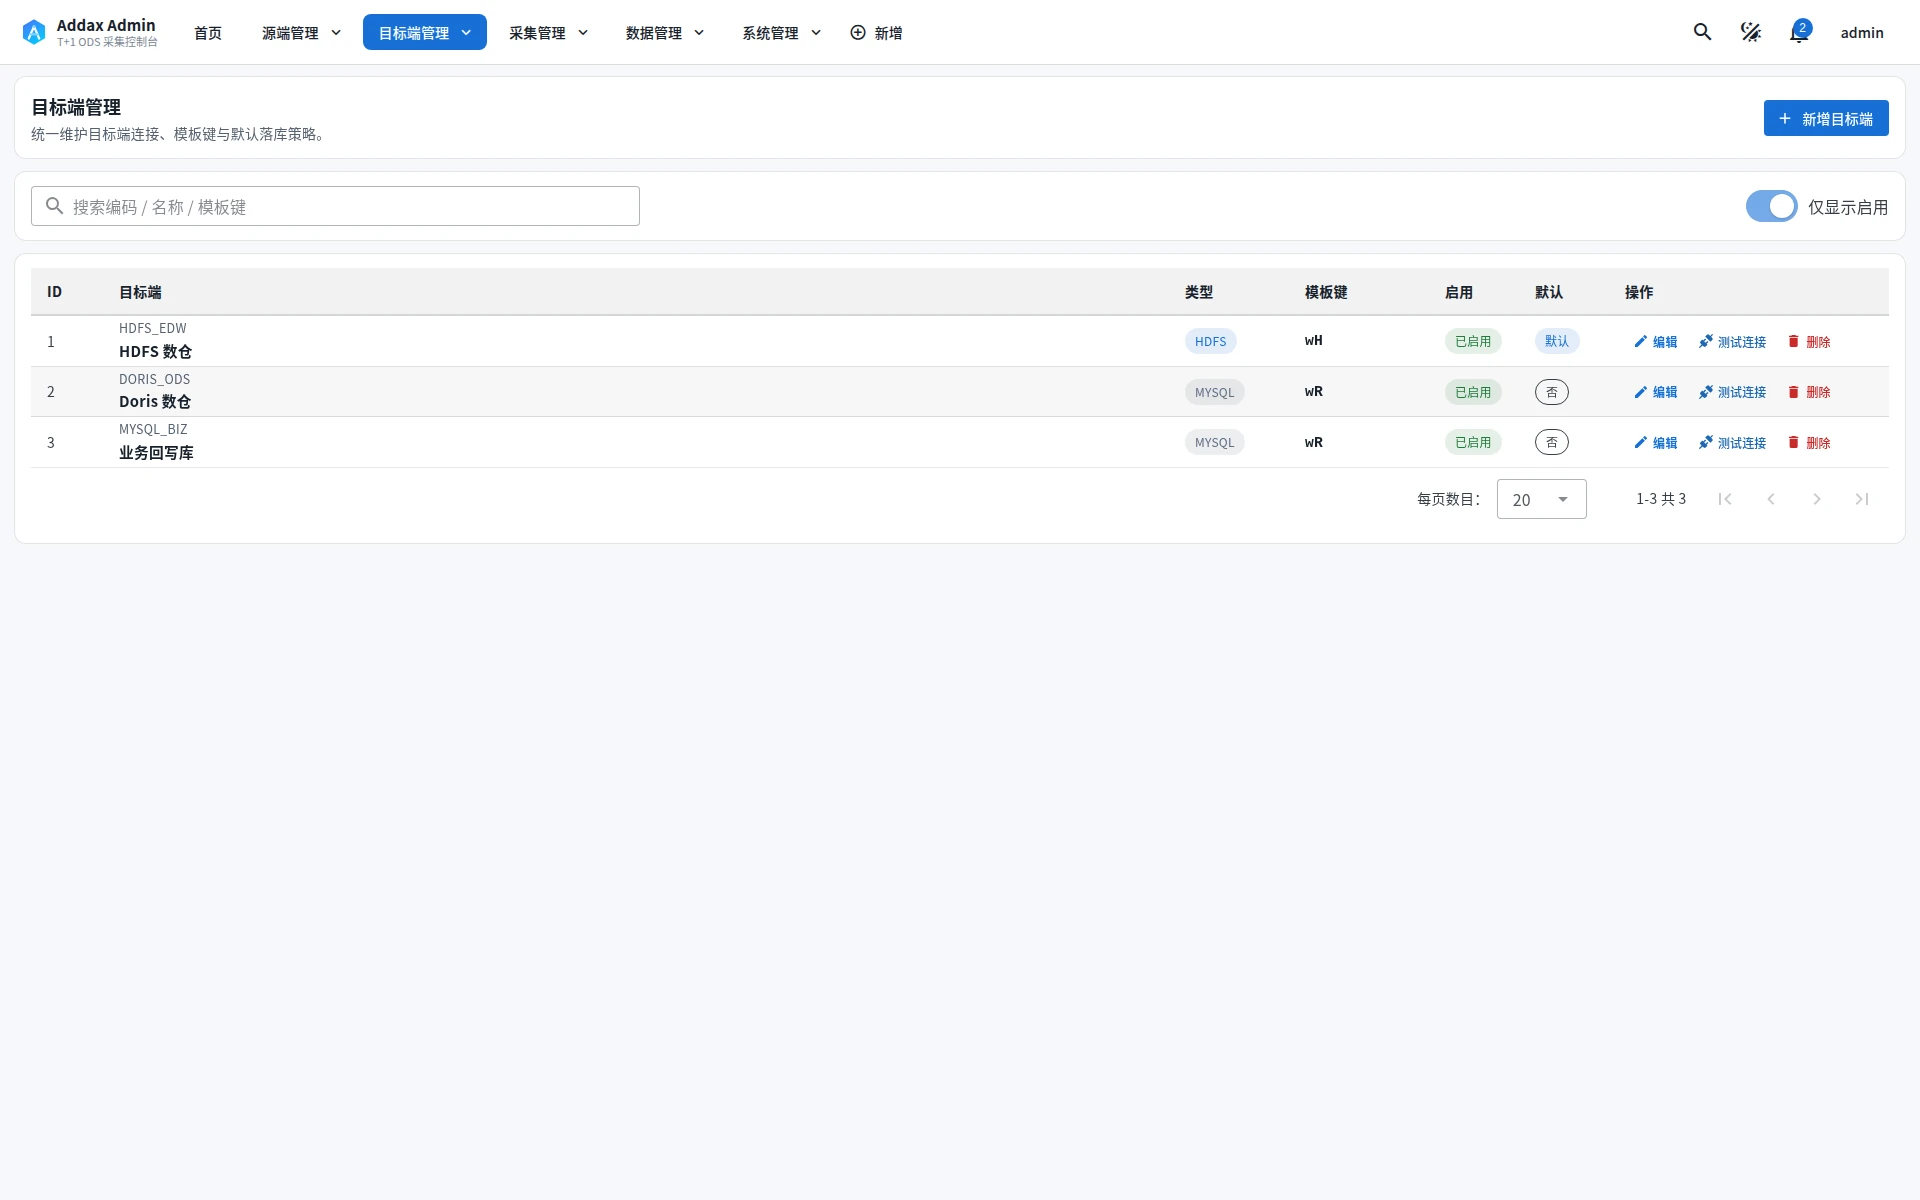 Addax Admin
T+1 ODS 采集控制台
首页 源端管理 目标端管理 采集管理 数据管理 系统管理 新增
2
admin
目标端管理
统一维护目标端连接、模板键与默认落库策略。
新增目标端
搜索编码 / 名称 / 模板键
仅显示启用
ID 目标端 类型 模板键 启用 默认 操作
1 HDFS_EDW
HDFS 数仓
HDFS wH 已启用 默认 编辑 测试连接 删除
2 DORIS_ODS
Doris 数仓
MYSQL wR 已启用 否 编辑 测试连接 删除
3 MYSQL_BIZ
业务回写库
MYSQL wR 已启用 否 编辑 测试连接 删除
每页数目： 20 1-3 共 3